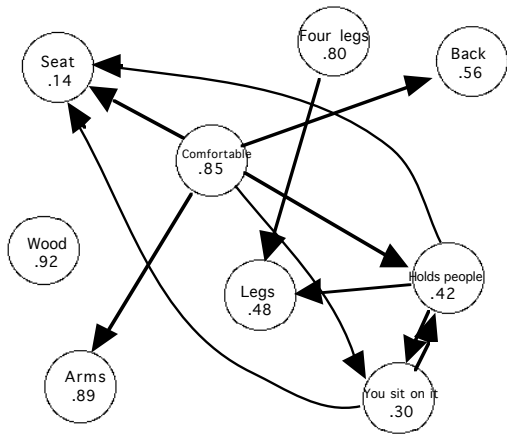 Four legs
.80
Seat
.14
Back
.56
Comfortable
.85
Wood
.92
Holds people
.42
Legs
.48
Arms
.89
You sit on it
.30